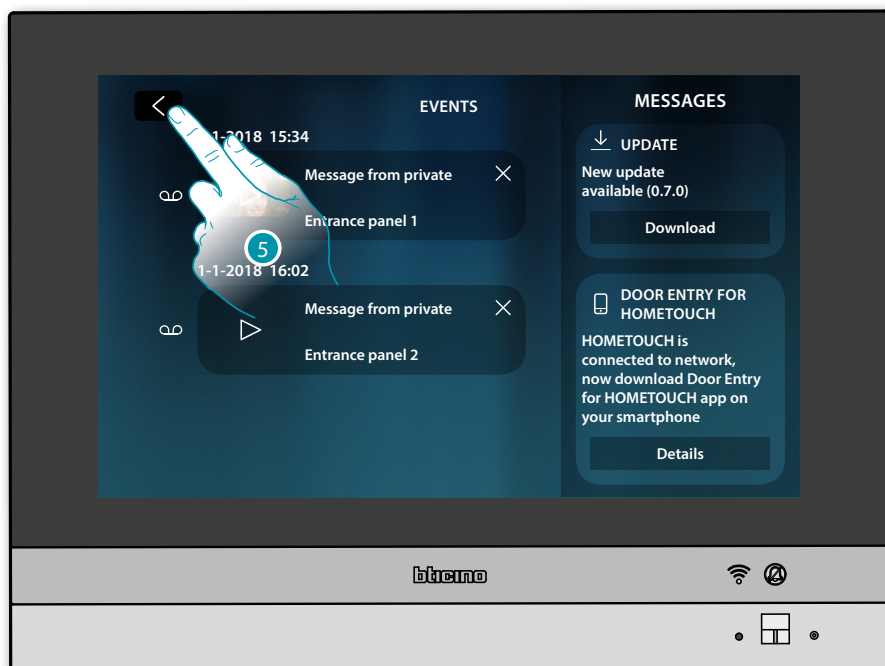 EVENTS
1-2018 15:34
Message from private
Entrance panel 1
5
1-1-2018 16:02
Message from private
Entrance panel 2
MESSAGES
UPDATE
New update
available (0.7.0)
Download
DOOR ENTRY FOR
HOMETOUCH
HOMETOUCH is
connected to network,
now download Door Entry
for HOMETOUCH app on
your smartphone
Details
bticino